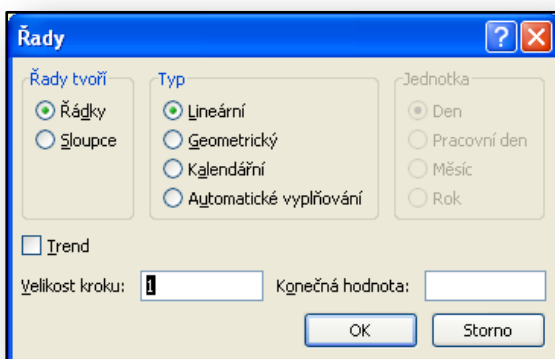 Řady
Řady tvoří
Řádky
Sloupce
Typ
Lineární
Geometrický
Kalendářní
Automatické vyplňování
Jednotka
Den
Pracovní den
Měsíc
Rok
Trend
Velikost kroku: 1 Konečná hodnota:
OK Storno